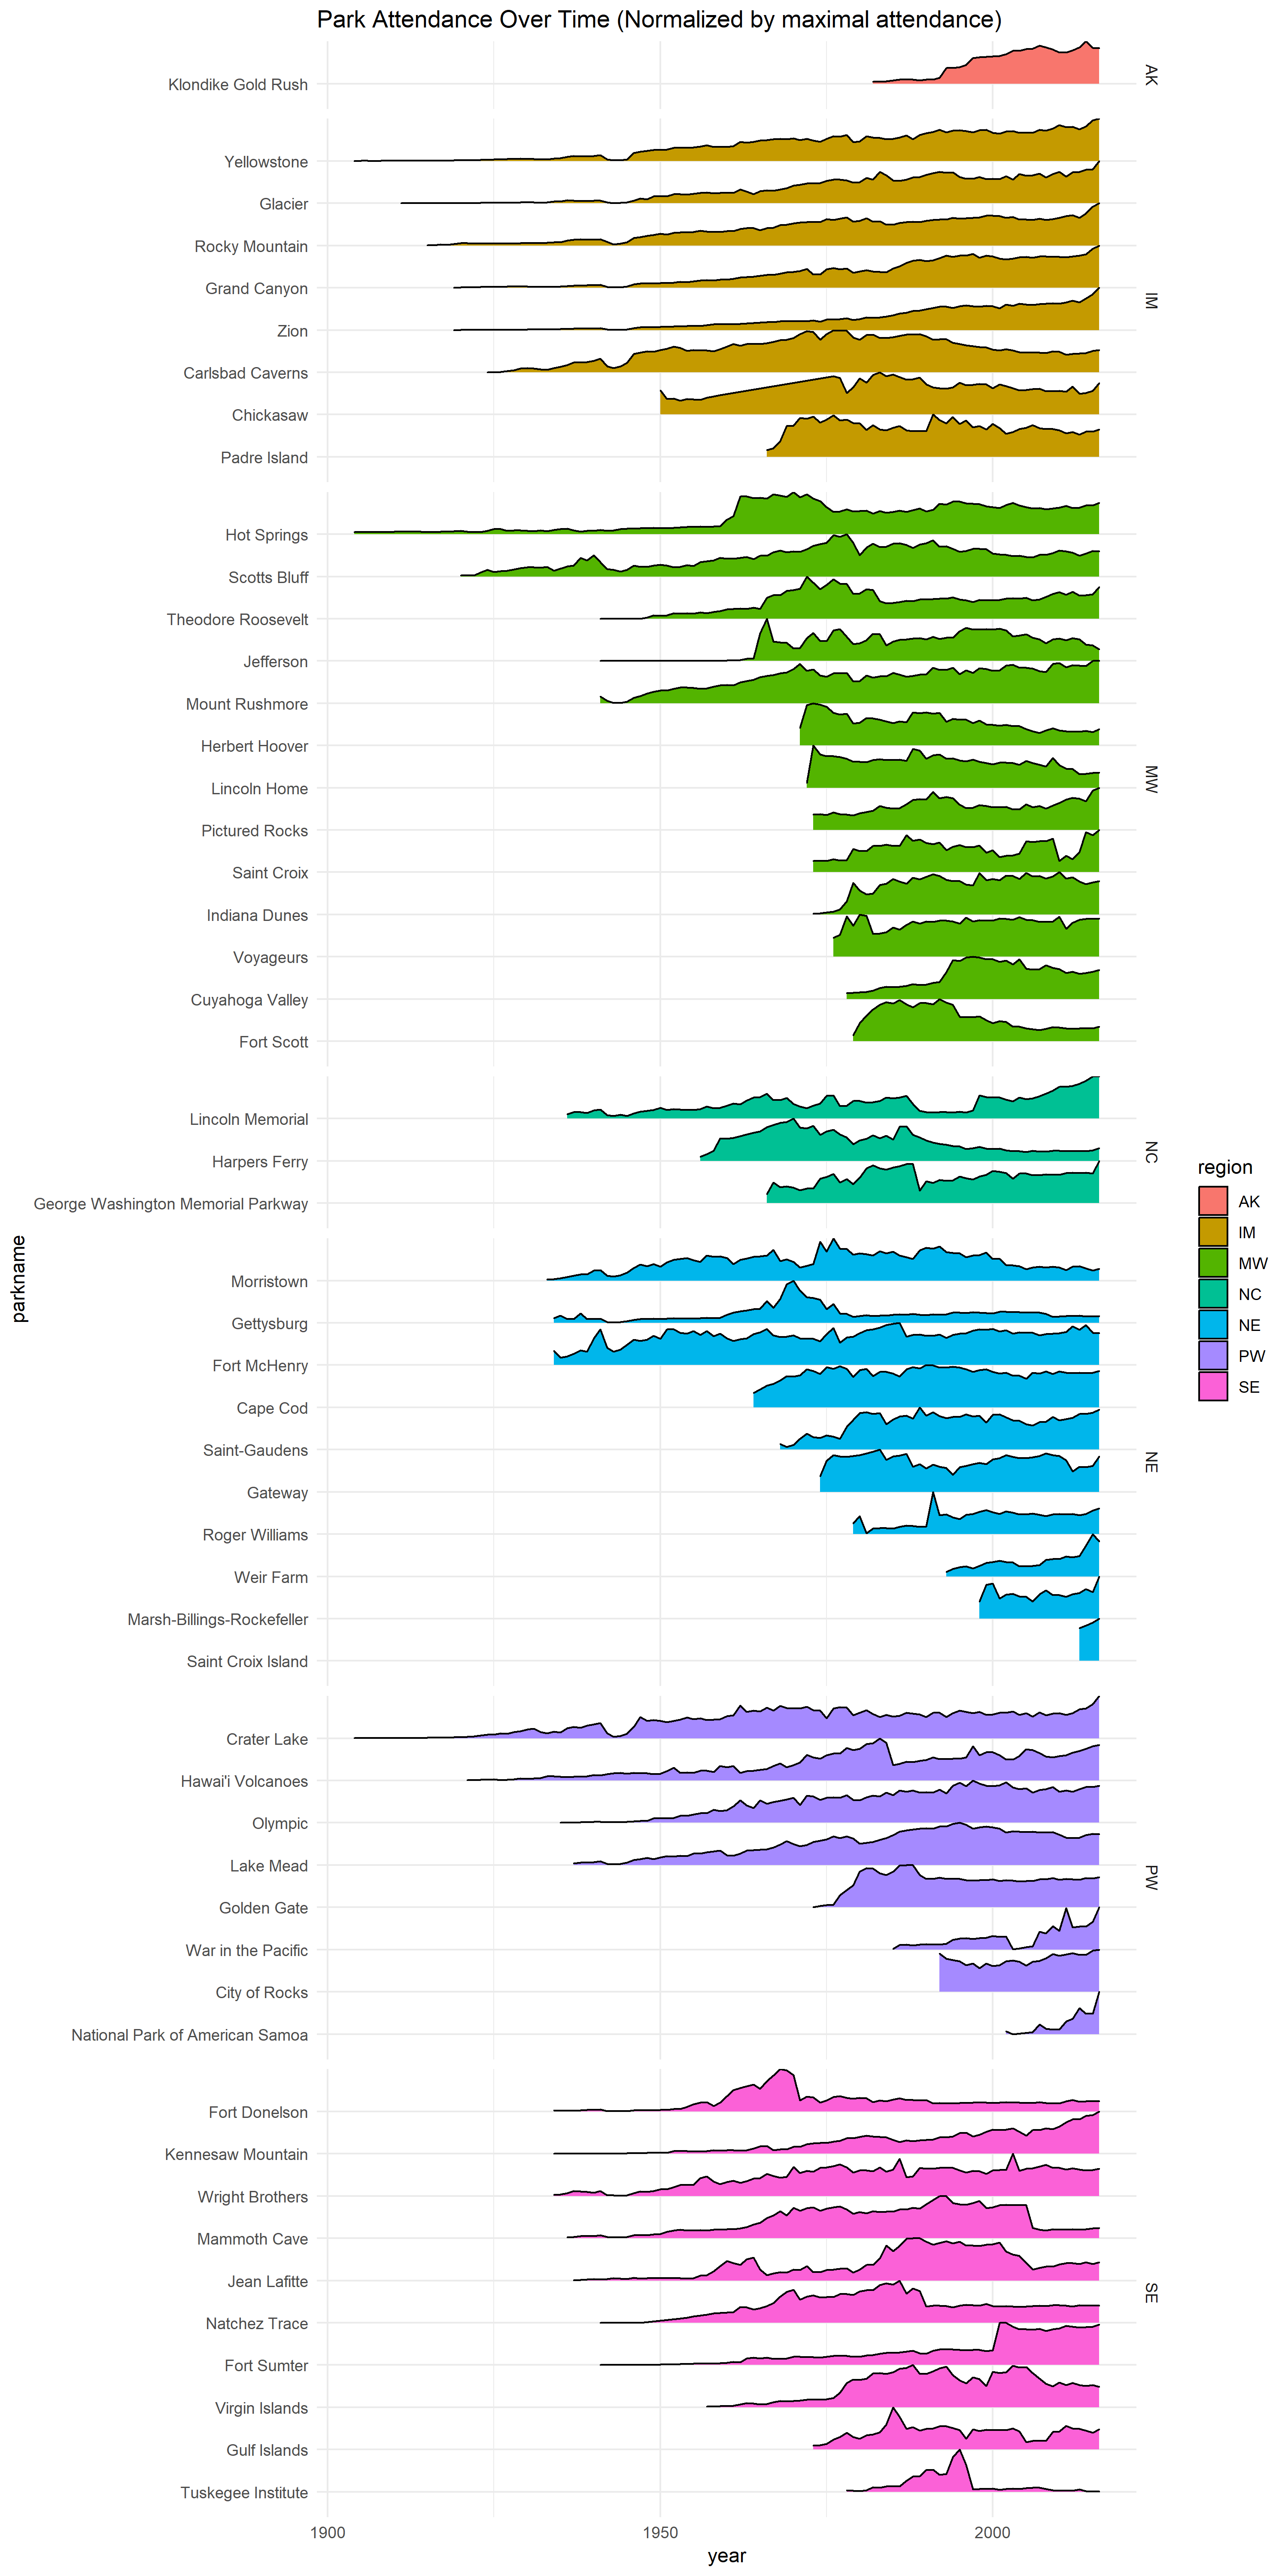 Park Attendance Over Time (Normalized by maximal attendance)
Klondike Gold Rush
AK
Yellowstone
Glacier
Rocky Mountain
Grand Canyon
Zion
Carlsbad Caverns
Chickasaw
Padre Island
IM
Hot Springs
Scotts Bluff
Theodore Roosevelt
Jefferson
Mount Rushmore
Herbert Hoover
Lincoln Home
Pictured Rocks
Saint Croix
Indiana Dunes
Voyageurs
Cuyahoga Valley
Fort Scott
MW
Lincoln Memorial
Harpers Ferry
George Washington Memorial Parkway
NC
Morristown
Gettysburg
Fort McHenry
Cape Cod
Saint-Gaudens
Gateway
Roger Williams
Weir Farm
Marsh-Billings-Rockefeller
Saint Croix Island
NE
Crater Lake
Hawai'i Volcanoes
Olympic
Lake Mead
Golden Gate
War in the Pacific
City of Rocks
National Park of American Samoa
PW
Fort Donelson
Kennesaw Mountain
Wright Brothers
Mammoth Cave
Jean Lafitte
Natchez Trace
Fort Sumter
Virgin Islands
Gulf Islands
Tuskegee Institute
SE
1900 1950 2000
year
parkname
region
AK
IM
MW
NC
NE
PW
SE